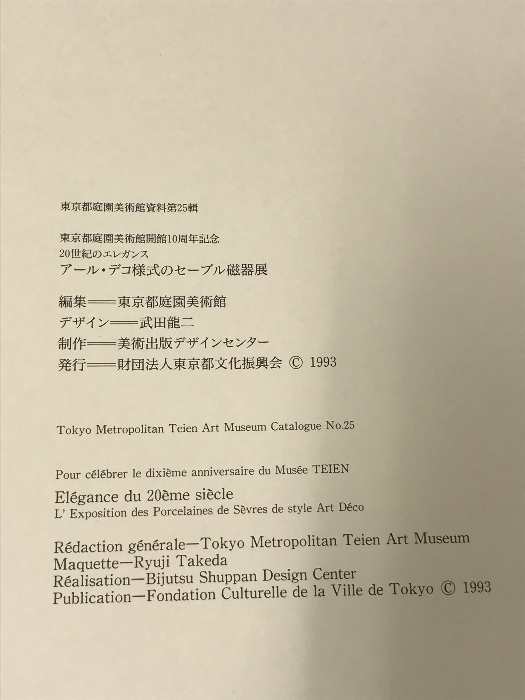 東京都庭園美術館資料第25輯
東京都庭園美術館開館10周年記念
20世紀のエレガンス
アール・デコ様式のセーブル磁器展
編集——東京都庭園美術館
デザイン——武田龍二
制作——美術出版デザインセンター
発行——財団法人東京都文化振興会 © 1993
Tokyo Metropolitan Teien Art Museum Catalogue No.25
Pour célébrer le dixième anniversaire du Musée TEIEN
Elégance du 20ème siècle
L' Exposition des Porcelaines de Sèvres de style Art Déco
Rédaction générale—Tokyo Metropolitan Teien Art Museum
Maquette—Ryuji Takeda
Réalisation—Bijutsu Shuppan Design Center
Publication—Fondation Culturelle de la Ville de Tokyo © 1993